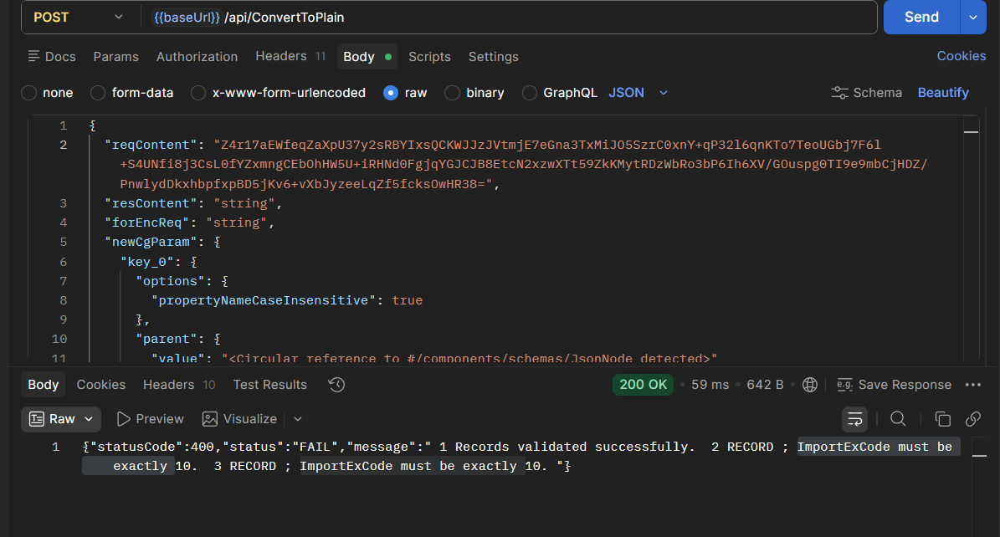 POST {{baseUrl}} /api/ConvertToPlain Send
Docs Params Authorization Headers 11 Body Scripts Settings Cookies
none form-data x-www-form-urlencoded raw binary GraphQL JSON Schema Beautify
1 {
2 "reqContent": "Z4r17aEWfeqZaXpU37y2sRBYIxsQCKWJJzJVtmjE7eGna3TxMiJO5SzrC0xnY+qP32l6qnKTo7TeoUGbj7F6l
+S4UNfi8j3CsL0fYZxmngCEbOhHW5U+iRHNd0FgjqYGJCJB8EtcN2xzwXTt59ZkKMytRDzWbRo3bP6Ih6XV/GOuspg0TI9e9mbCjHDZ/
PnwlydDkxhbpfxpBD5jKv6+vXbJyzeeLqZf5fcksOwHR38=",
3 "resContent": "string",
4 "forEncReq": "string",
5 "newCgParam": {
6 "key_0": {
7 "options": {
8 "propertyNameCaseInsensitive": true
9 },
10 "parent": {
11 "value": "<Circular reference to #/components/schemas/JsonNode detected>"
Body Cookies Headers 10 Test Results 200 OK • 59 ms • 642 B • e.g. Save Response
Raw Preview Visualize
1 {"statusCode":400,"status":"FAIL","message":" 1 Records validated successfully.  2 RECORD ; ImportExCode must be
exactly 10.  3 RECORD ; ImportExCode must be exactly 10. "}